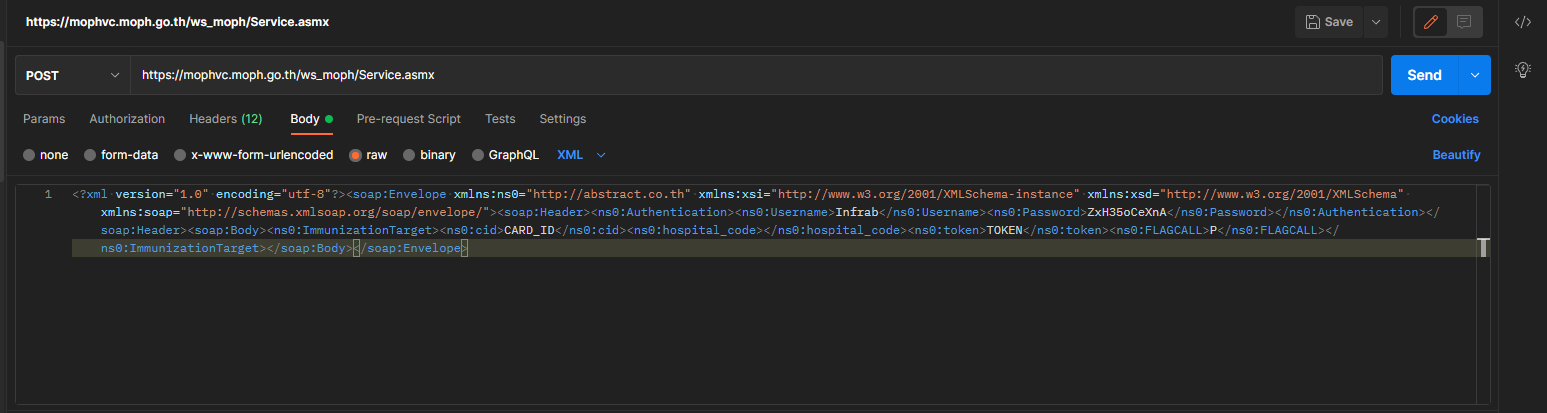 https://mophvc.moph.go.th/ws_moph/Service.asmx
Save
POST
https://mophvc.moph.go.th/ws_moph/Service.asmx
Send
Params Authorization Headers (12) Body Pre-request Script Tests Settings Cookies
none form-data x-www-form-urlencoded raw binary GraphQL XML Beautify
1 <?xml version="1.0" encoding="utf-8"?><soap:Envelope xmlns:ns0="http://abstract.co.th" xmlns:xsi="http://www.w3.org/2001/XMLSchema-instance" xmlns:xsd="http://www.w3.org/2001/XMLSchema"
xmlns:soap="http://schemas.xmlsoap.org/soap/envelope/"><soap:Header><ns0:Authentication><ns0:Username>Infrab</ns0:Username><ns0:Password>ZxH35oCeXnA</ns0:Password></ns0:Authentication></
soap:Header><soap:Body><ns0:ImmunizationTarget><ns0:cid>CARD_ID</ns0:cid><ns0:hospital_code></ns0:hospital_code><ns0:token>TOKEN</ns0:token><ns0:FLAGCALL>P</ns0:FLAGCALL></
ns0:ImmunizationTarget></soap:Body></soap:Envelope>